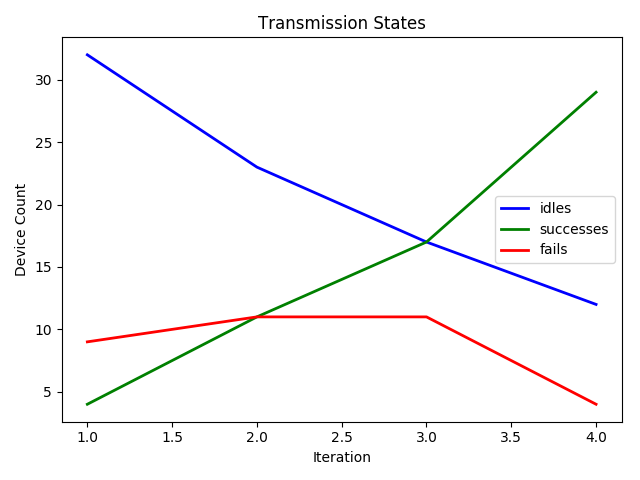 Transmission States
Device Count
30
25
20
15
10
5
idles
successes
fails
1.0 1.5 2.0 2.5 3.0 3.5 4.0
Iteration